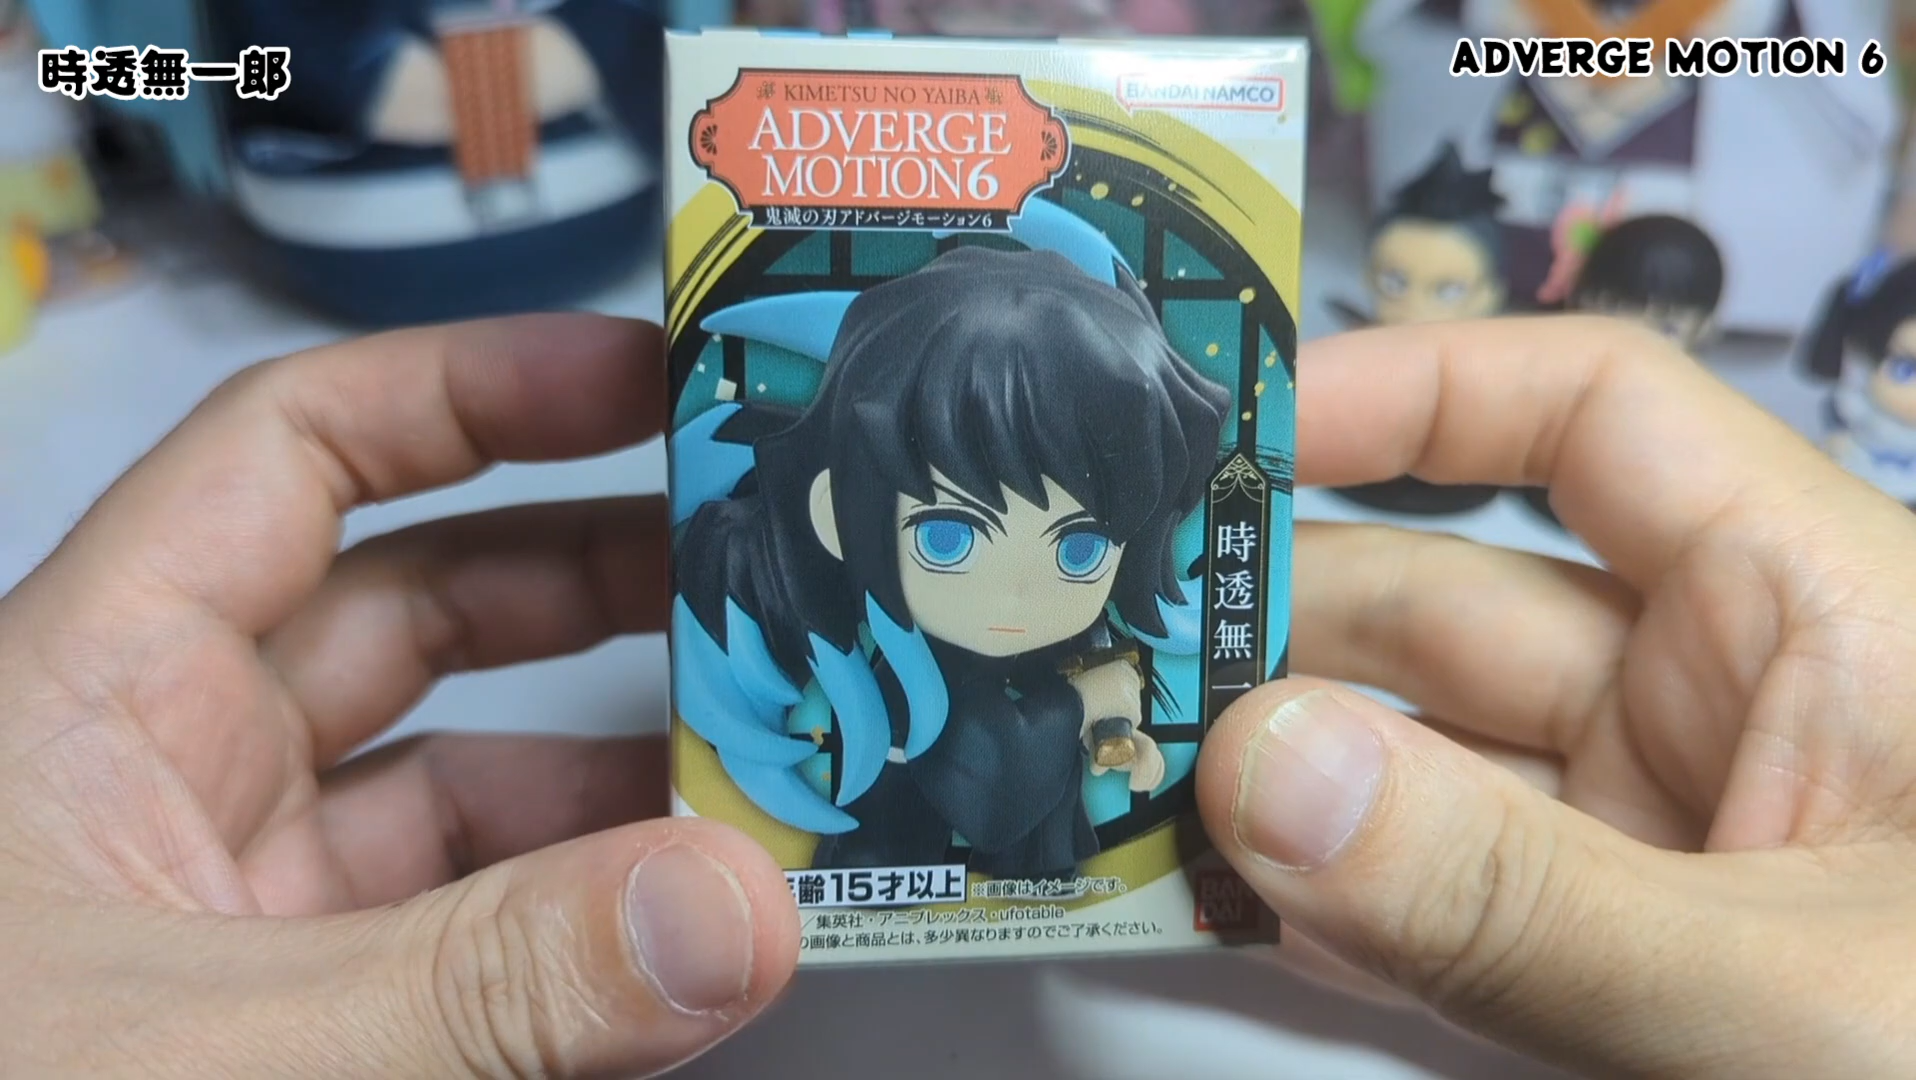 時透無一郎
ADVERGE MOTION 6
KIMETSU NO YAIBA
BANDAI NAMCO
ADVERGE
MOTION6
鬼滅の刃アドバージモーション6
時透無一
齢15才以上
※画像はイメージです。
/集英社・アニプレックス・ufotable
の画像と商品とは、多少異なりますのでご了承ください。
BAN
DAI